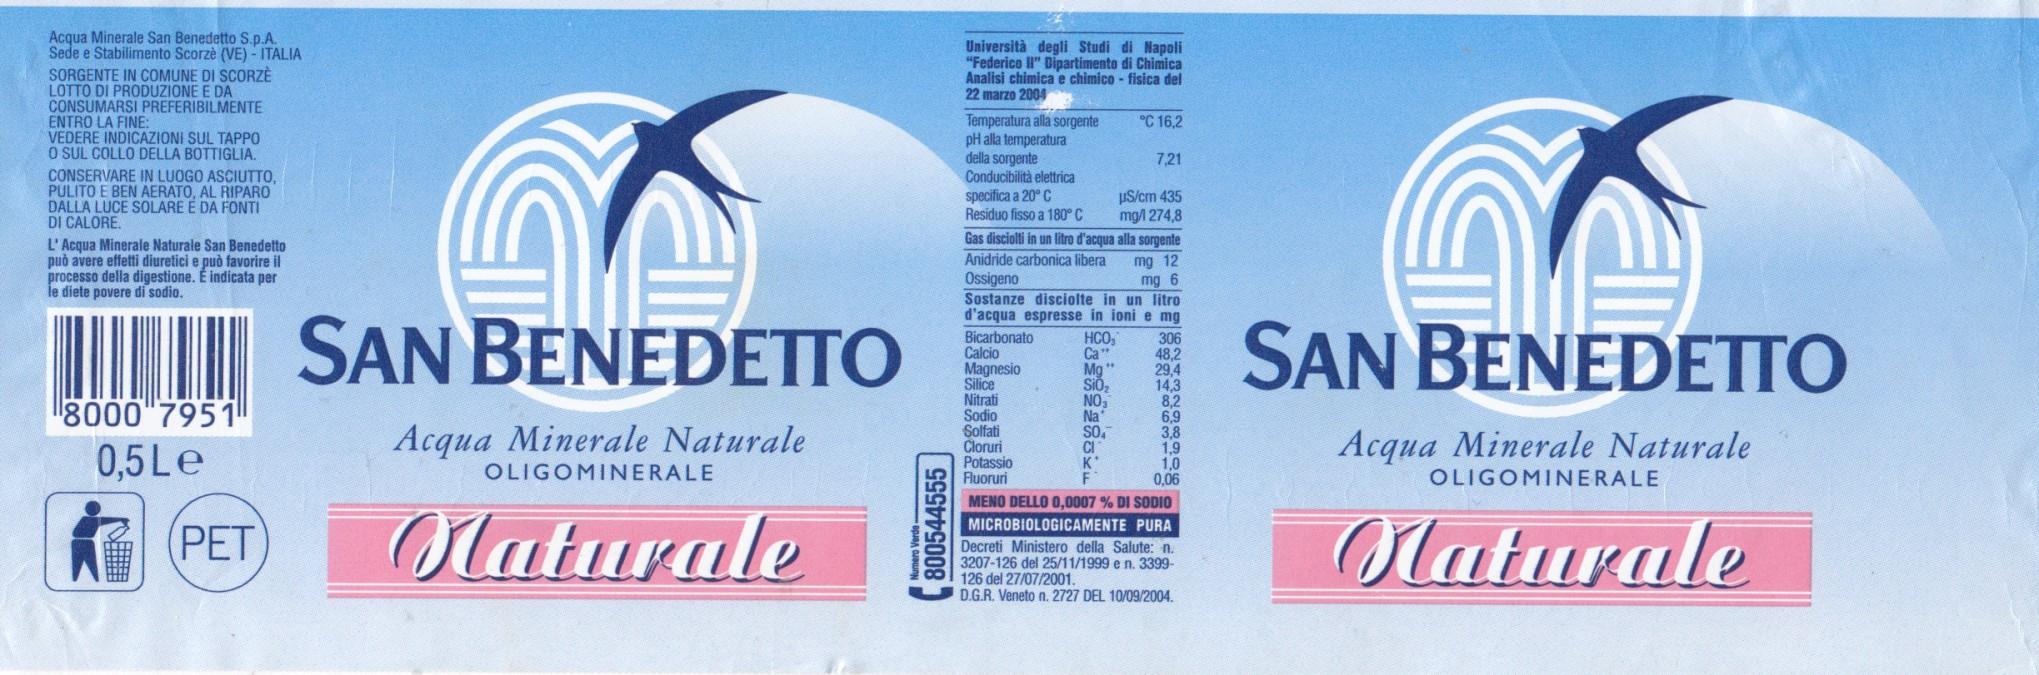 Acqua Minerale San Benedetto S.p.A.
Sede e Stabilimento Scorzè (VE) - ITALIA
SORGENTE IN COMUNE DI SCORZÈ
LOTTO DI PRODUZIONE E DA
CONSUMARSI PREFERIBILMENTE
ENTRO LA FINE:
VEDERE INDICAZIONI SUL TAPPO
O SUL COLLO DELLA BOTTIGLIA.
CONSERVARE IN LUOGO ASCIUTTO,
PULITO E BEN AERATO, AL RIPARO
DALLA LUCE SOLARE E DA FONTI
DI CALORE.
L' Acqua Minerale Naturale San Benedetto
può avere effetti diuretici e può favorire il
processo della digestione. É indicata per
le diete povere di sodio.
8000 7951
0,5 L e
PET
SAN BENEDETTO
Acqua Minerale Naturale
OLIGOMINERALE
Naturale
Numero Verde
800544555
Università degli Studi di Napoli
"Federico II" Dipartimento di Chimica
Analisi chimica e chimico - fisica del
22 marzo 2004
Temperatura alla sorgente °C 16,2
pH alla temperatura
della sorgente 7,21
Conducibilità elettrica
specifica a 20° C µS/cm 435
Residuo fisso a 180° C mg/l 274,8
Gas disciolti in un litro d'acqua alla sorgente
Anidride carbonica libera mg 12
Ossigeno mg 6
Sostanze disciolte in un litro
d'acqua espresse in ioni e mg
Bicarbonato HCO₃⁻ 306
Calcio Ca⁺⁺ 48,2
Magnesio Mg⁺⁺ 29,4
Silice SiO₂ 14,3
Nitrati NO₃⁻ 8,2
Sodio Na⁺ 6,9
Solfati SO₄⁻⁻ 3,8
Cloruri Cl⁻ 1,9
Potassio K⁺ 1,0
Fluoruri F⁻ 0,06
MENO DELLO 0,0007 % DI SODIO
MICROBIOLOGICAMENTE PURA
Decreti Ministero della Salute: n.
3207-126 del 25/11/1999 e n. 3399-
126 del 27/07/2001.
D.G.R. Veneto n. 2727 DEL 10/09/2004.
SAN BENEDETTO
Acqua Minerale Naturale
OLIGOMINERALE
Naturale